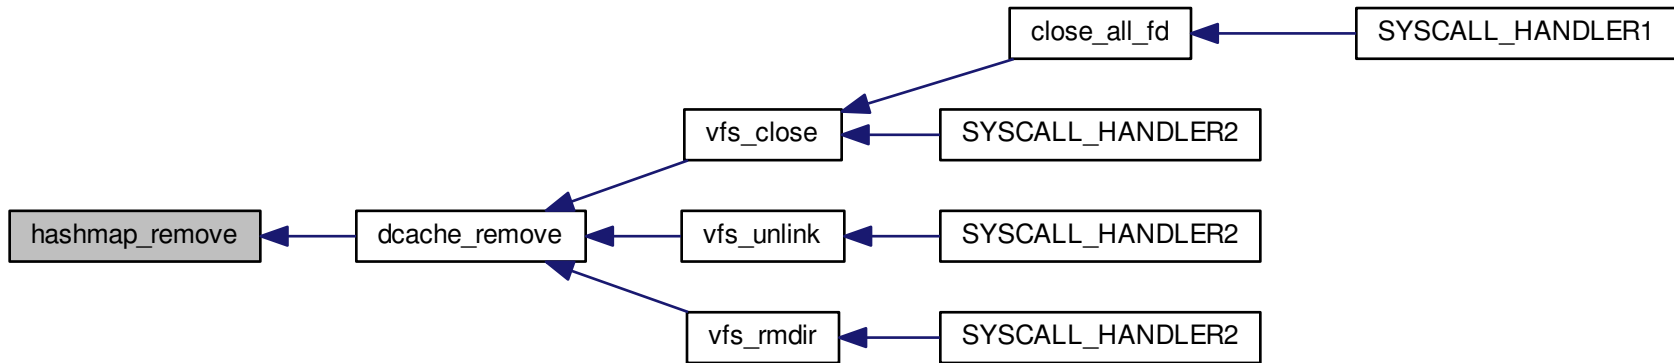 close_all_fd
SYSCALL_HANDLER1
vfs_close
SYSCALL_HANDLER2
hashmap_remove
dcache_remove
vfs_unlink
SYSCALL_HANDLER2
vfs_rmdir
SYSCALL_HANDLER2